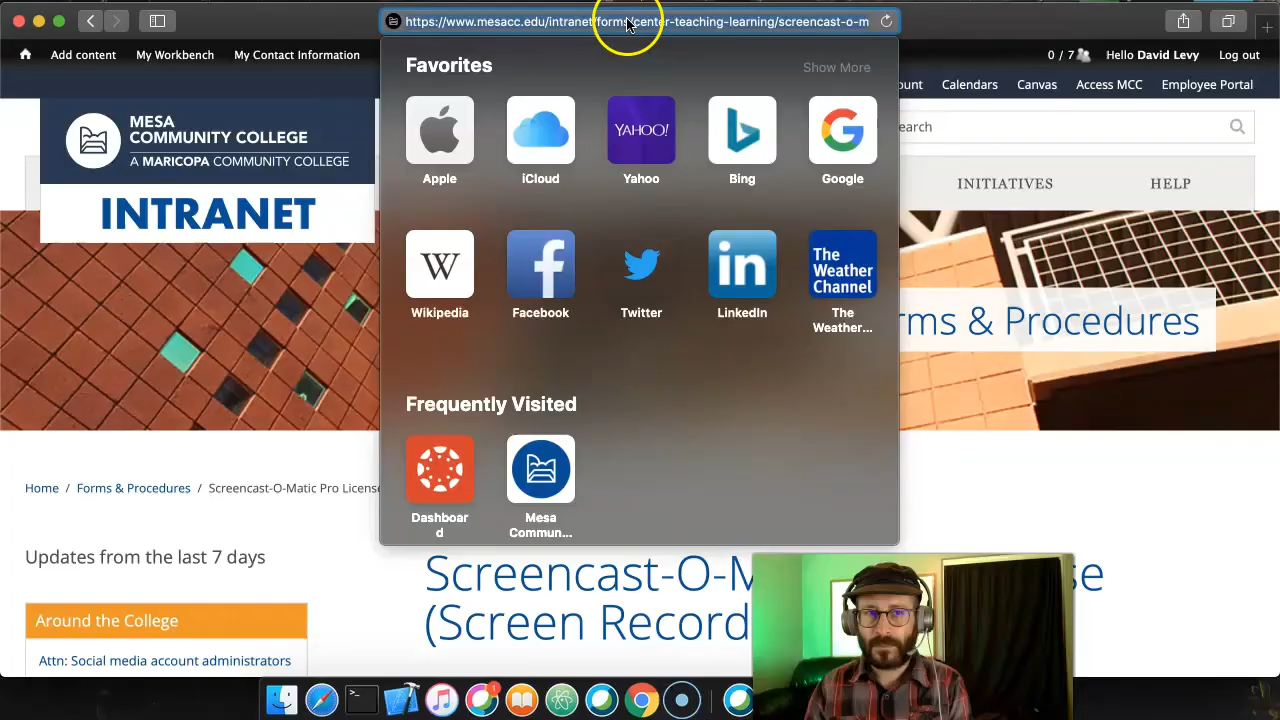 https://www.mesacc.edu/intranet/forms/center-teaching-learning/screencast-o-m
Add content
My Workbench
My Contact Information
0 / 7
Hello David Levy
Log out
Calendars
Canvas
Access MCC
Employee Portal
MESA
COMMUNITY COLLEGE
A MARICOPA COMMUNITY COLLEGE
INTRANET
INITIATIVES
HELP
Favorites
Show More
YAHOO!
Apple
iCloud
Yahoo
Bing
Google
W
f
in
The
Weather
Channel
Wikipedia
Facebook
Twitter
LinkedIn
The
Weather...
Forms & Procedures
Frequently Visited
Dashboar
d
Mesa
Commun...
Home / Forms & Procedures / Screencast-O-Matic Pro License
Updates from the last 7 days
Screencast-O-M
(Screen Record
Around the College
Attn: Social media account administrators
1